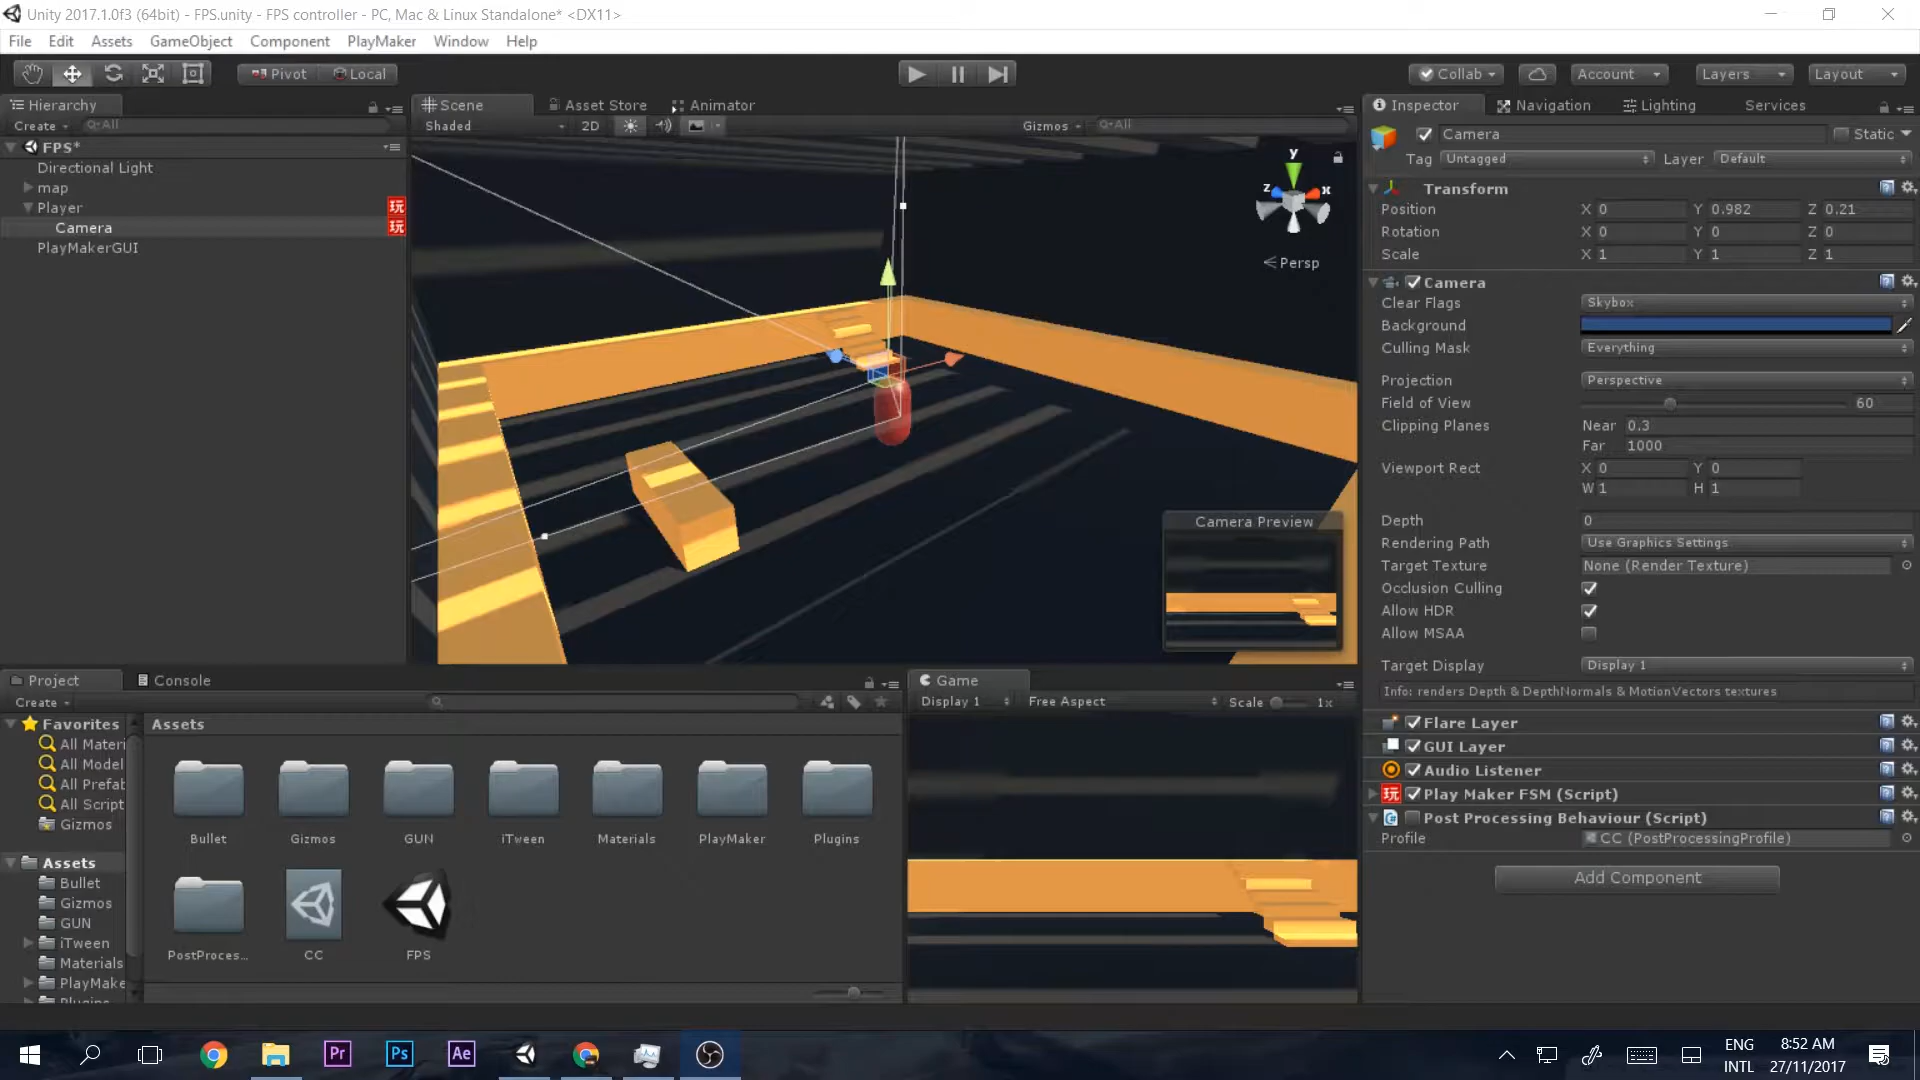 Unity 2017.1.0f3 (64bit) - FPS.unity - FPS controller - PC, Mac & Linux Standalone* <DX11>
File Edit Assets GameObject Component PlayMaker Window Help
Pivot Local Collab Account Layers Layout
Hierarchy
Create All
FPS*
Directional Light
map
Player 玩
Camera 玩
PlayMakerGUI
Scene Asset Store Animator
Shaded 2D Gizmos All
y
z x
Persp
Camera Preview
Inspector Navigation Lighting Services
Camera Static
Tag Untagged Layer Default
Transform
Position X 0 Y 0.982 Z 0.21
Rotation X 0 Y 0 Z 0
Scale X 1 Y 1 Z 1
Camera
Clear Flags Skybox
Background
Culling Mask Everything
Projection Perspective
Field of View 60
Clipping Planes Near 0.3
Far 1000
Viewport Rect X 0 Y 0
W 1 H 1
Depth 0
Rendering Path Use Graphics Settings
Target Texture None (Render Texture)
Occlusion Culling
Allow HDR
Allow MSAA
Target Display Display 1
Info: renders Depth & DepthNormals & MotionVectors textures
Flare Layer
GUI Layer
Audio Listener
玩 Play Maker FSM (Script)
Post Processing Behaviour (Script)
Profile CC (PostProcessingProfile)
Add Component
Project Console
Create
Favorites
All Materi
All Model
All Prefab
All Script
Gizmos
Assets
Bullet
Gizmos
GUN
iTween
Materials
PlayMake
Plugins
Assets
Bullet Gizmos GUN iTween Materials PlayMaker Plugins
PostProces... CC FPS
Game
Display 1 Free Aspect Scale 1x
Pr Ps Ae
ENG
INTL
8:52 AM
27/11/2017